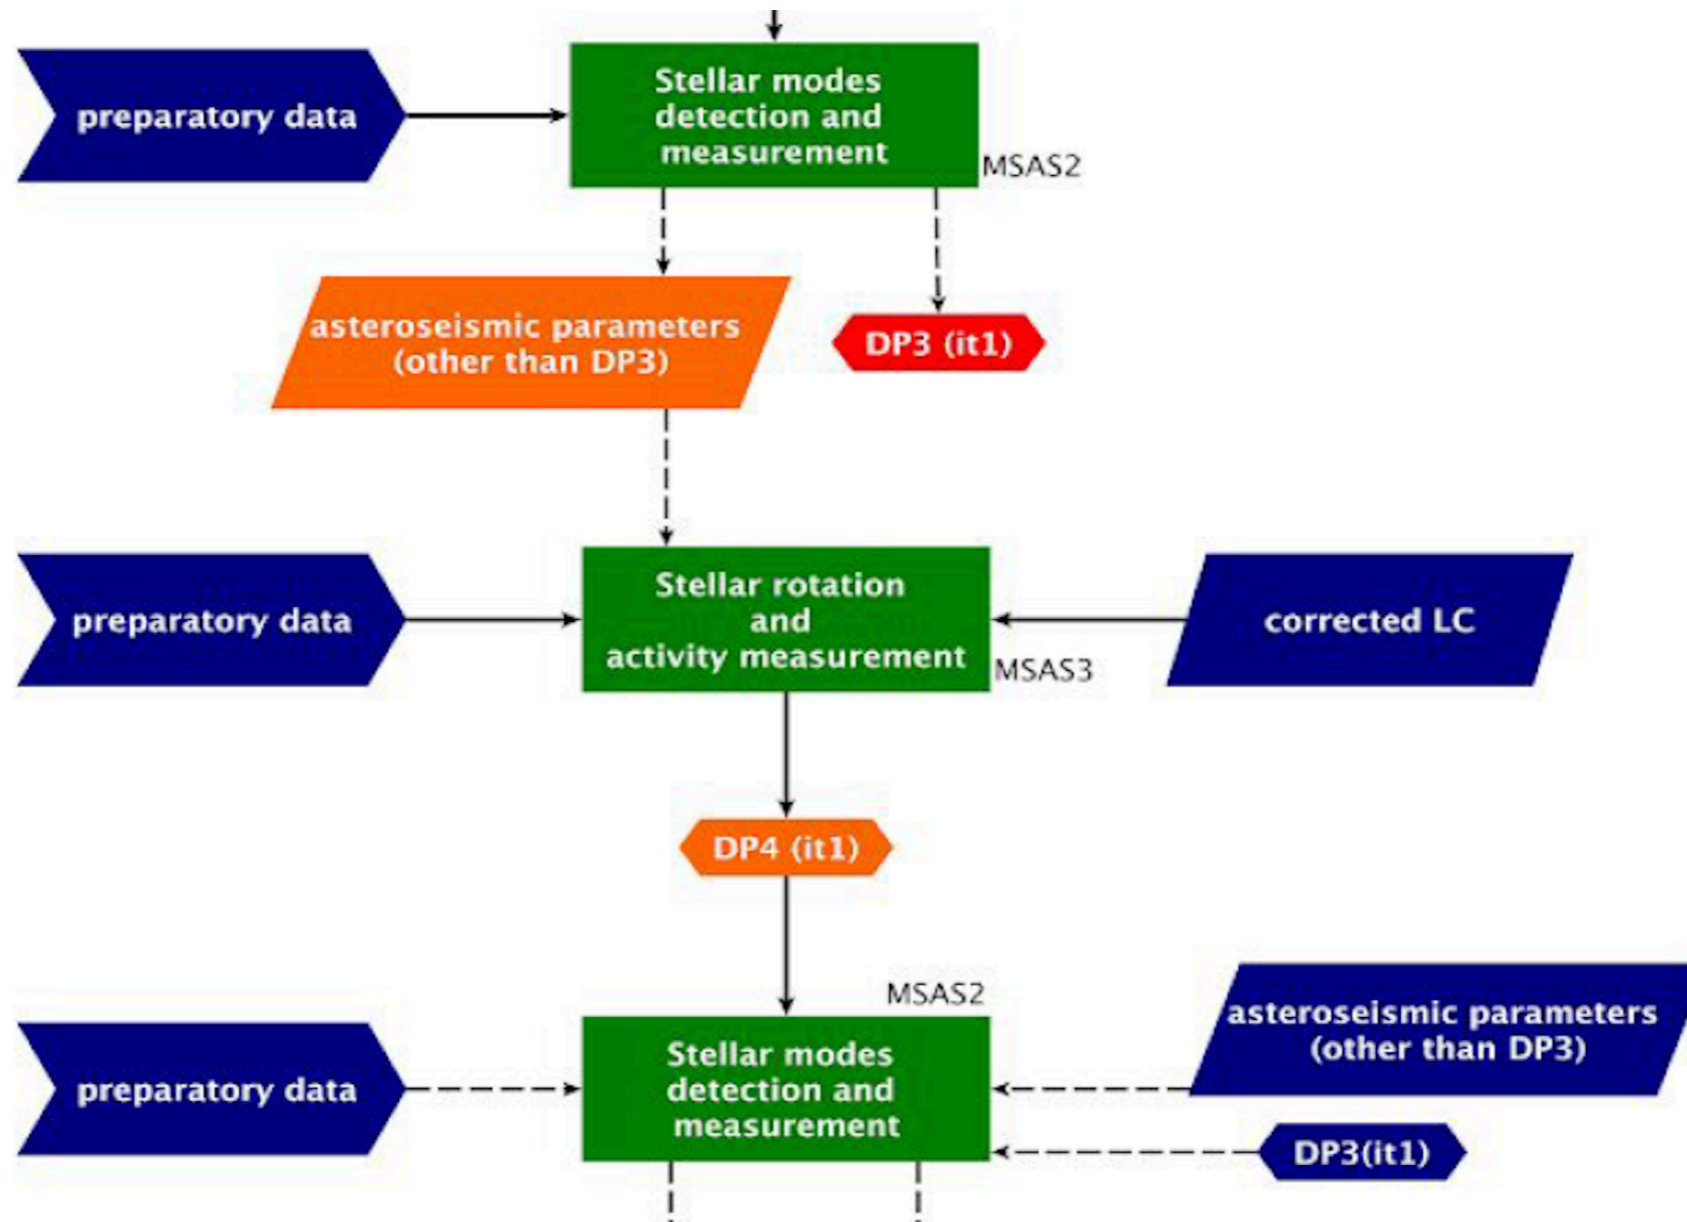 preparatory data
Stellar modes
detection and
measurement
MSAS2
asteroseismic parameters
(other than DP3)
DP3 (it1)
preparatory data
Stellar rotation
and
activity measurement
MSAS3
corrected LC
DP4 (it1)
MSAS2
preparatory data
Stellar modes
detection and
measurement
asteroseismic parameters
(other than DP3)
DP3(it1)